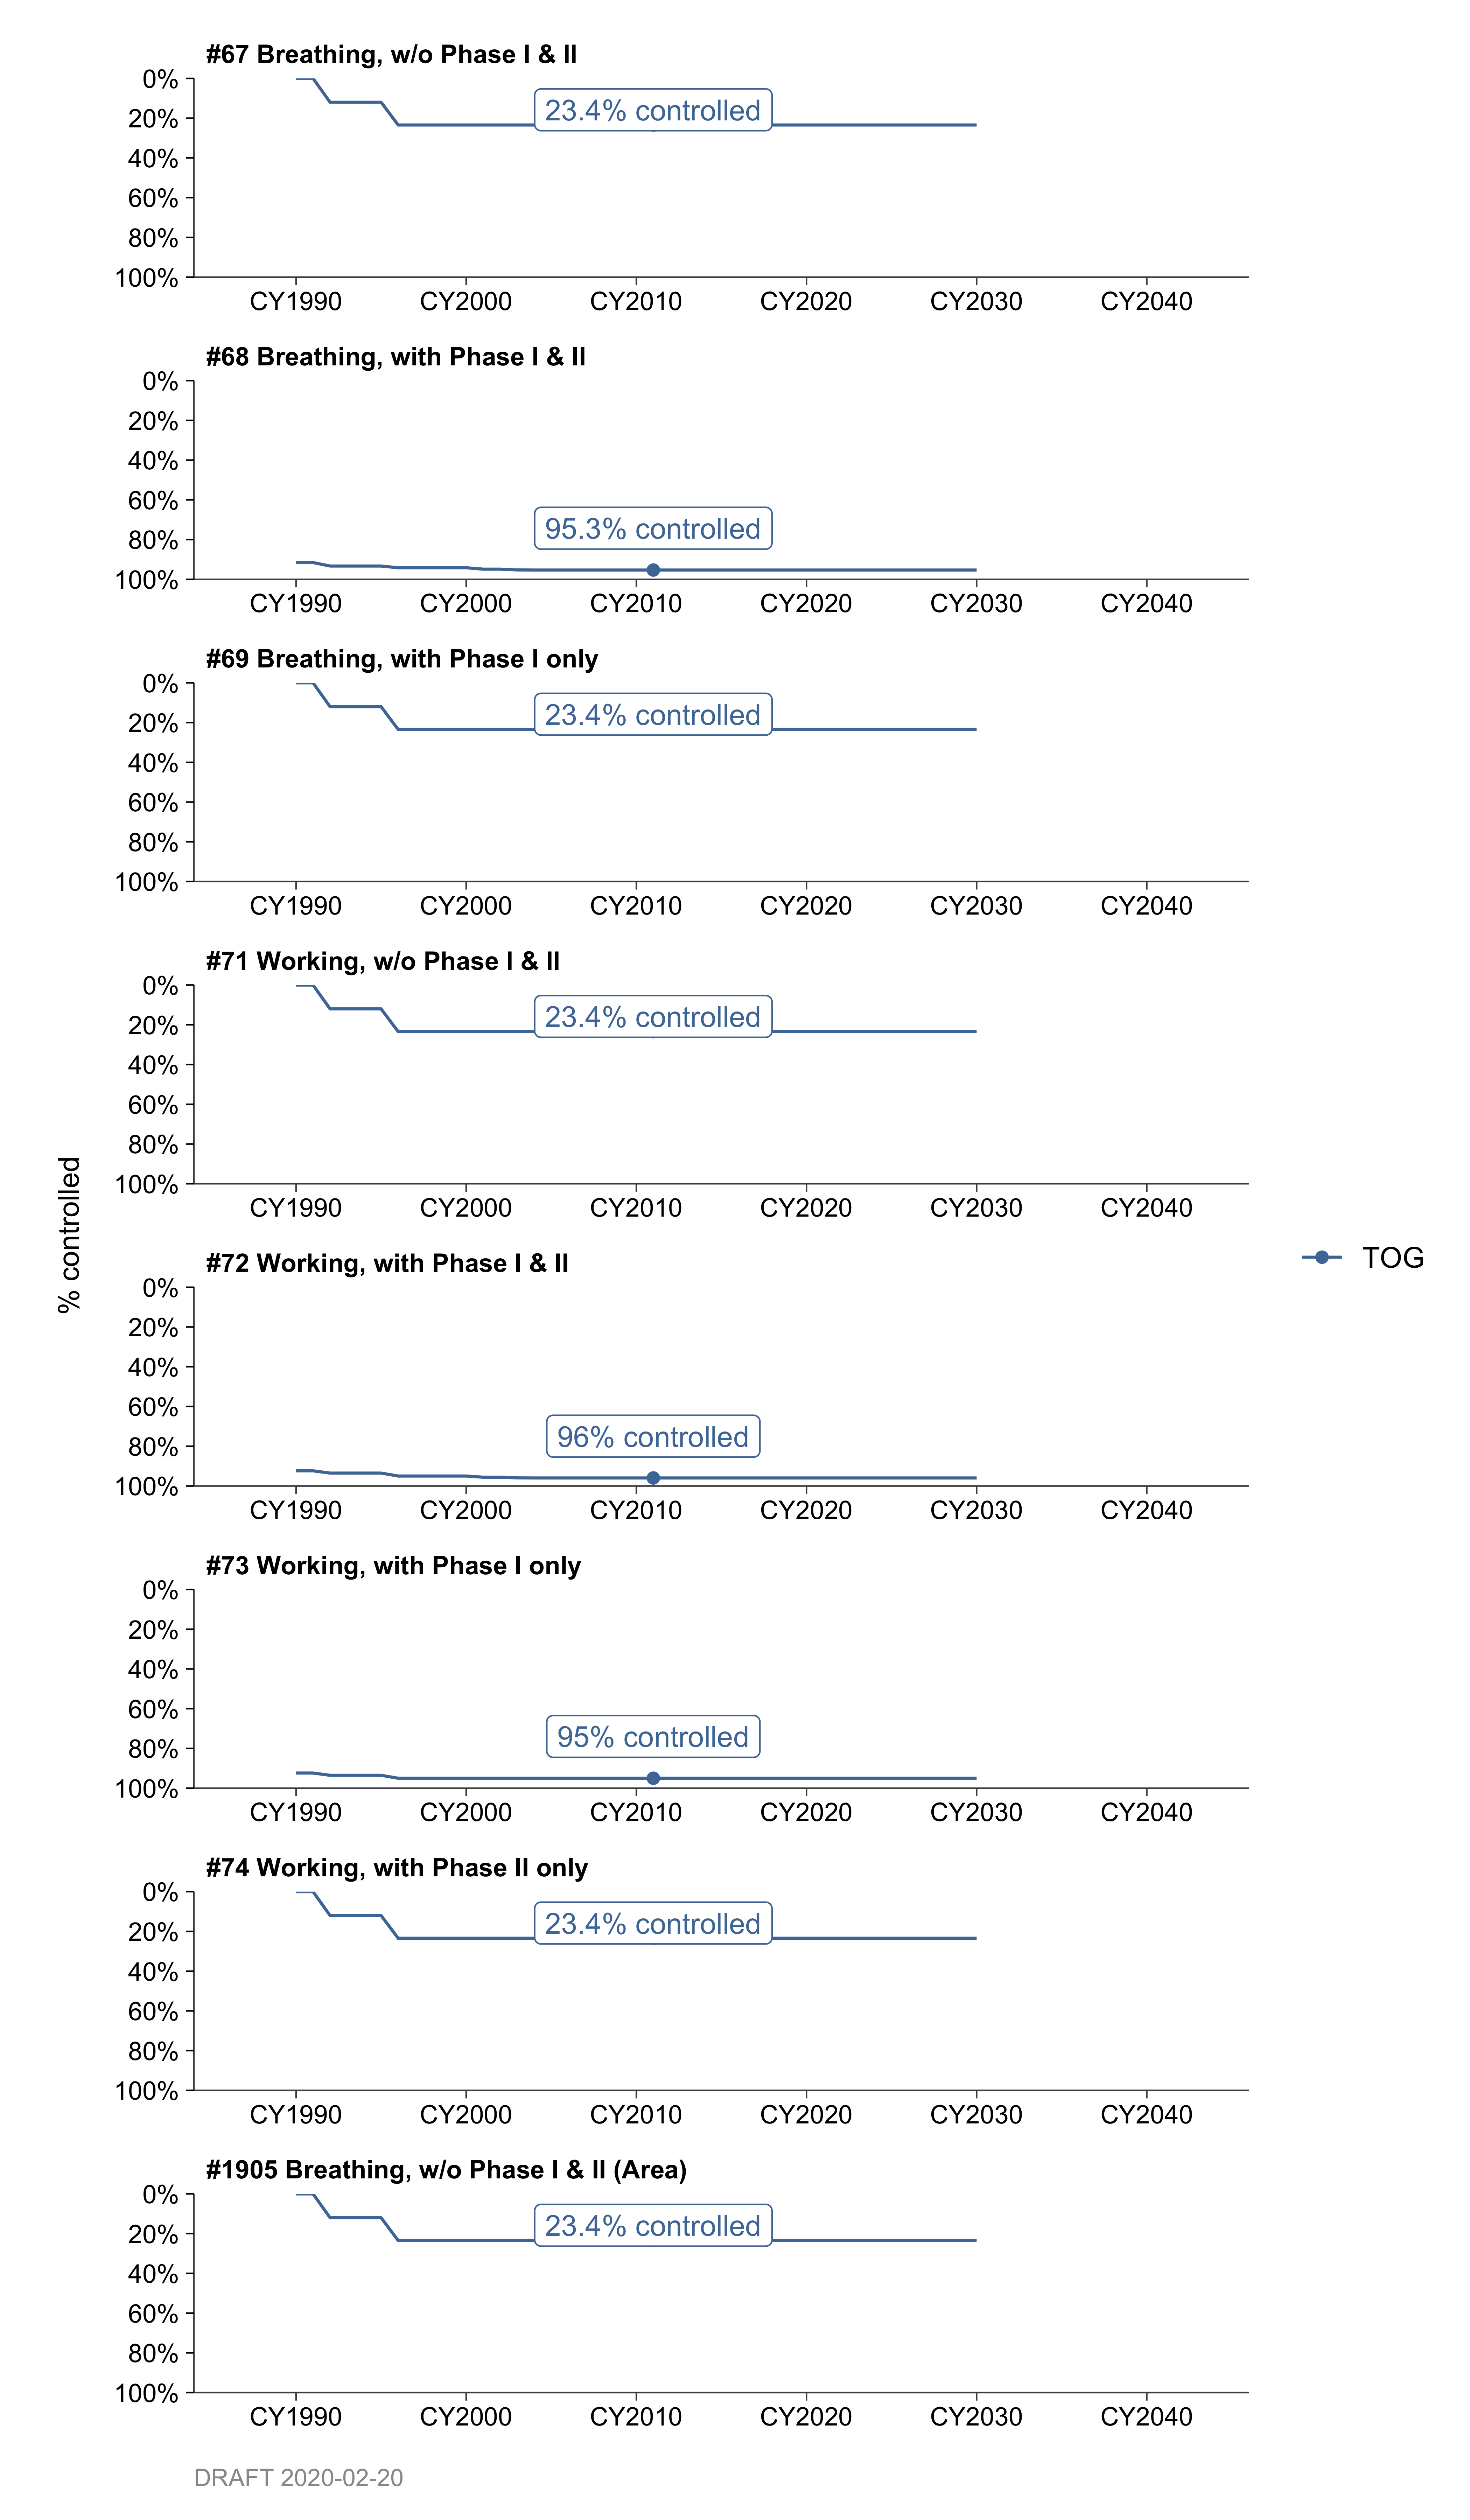 #67 Breathing, w/o Phase I & II
0%
20%
40%
60%
80%
100%
23.4% controlled
CY1990 CY2000 CY2010 CY2020 CY2030 CY2040
#68 Breathing, with Phase I & II
0%
20%
40%
60%
80%
100%
95.3% controlled
CY1990 CY2000 CY2010 CY2020 CY2030 CY2040
#69 Breathing, with Phase I only
0%
20%
40%
60%
80%
100%
23.4% controlled
CY1990 CY2000 CY2010 CY2020 CY2030 CY2040
#71 Working, w/o Phase I & II
0%
20%
40%
60%
80%
100%
23.4% controlled
CY1990 CY2000 CY2010 CY2020 CY2030 CY2040
% controlled
#72 Working, with Phase I & II
0%
20%
40%
60%
80%
100%
96% controlled
CY1990 CY2000 CY2010 CY2020 CY2030 CY2040
TOG
#73 Working, with Phase I only
0%
20%
40%
60%
80%
100%
95% controlled
CY1990 CY2000 CY2010 CY2020 CY2030 CY2040
#74 Working, with Phase II only
0%
20%
40%
60%
80%
100%
23.4% controlled
CY1990 CY2000 CY2010 CY2020 CY2030 CY2040
#1905 Breathing, w/o Phase I & II (Area)
0%
20%
40%
60%
80%
100%
23.4% controlled
CY1990 CY2000 CY2010 CY2020 CY2030 CY2040
DRAFT 2020-02-20